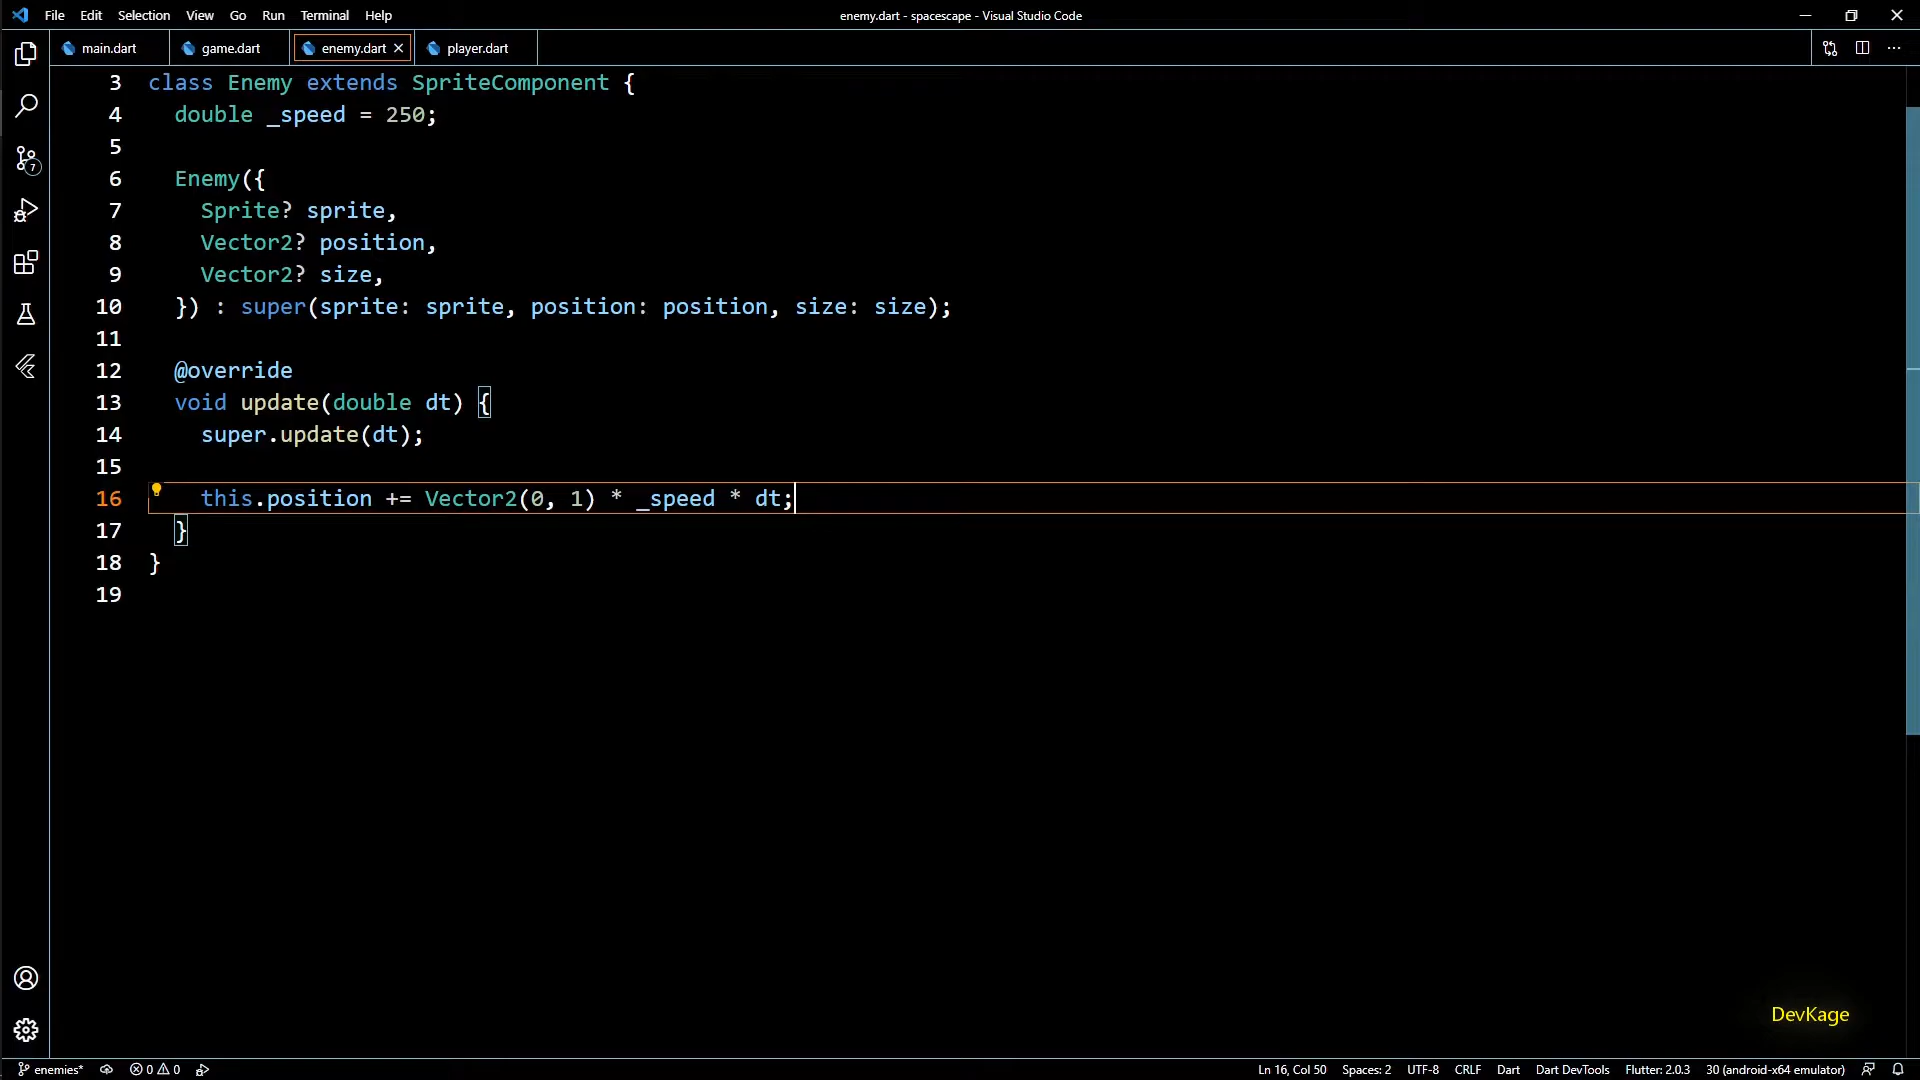 File Edit Selection View Go Run Terminal Help enemy.dart - spacescape - Visual Studio Code
main.dart game.dart enemy.dart player.dart
3 class Enemy extends SpriteComponent {
4 double _speed = 250;
5
6 Enemy({
7 Sprite? sprite,
8 Vector2? position,
9 Vector2? size,
10 }) : super(sprite: sprite, position: position, size: size);
11
12 @override
13 void update(double dt) {
14 super.update(dt);
15
16 this.position += Vector2(0, 1) * _speed * dt;
17 }
18 }
19
7
DevKage
enemies* 0 0 Ln 16, Col 50 Spaces: 2 UTF-8 CRLF Dart Dart DevTools Flutter: 2.0.3 30 (android-x64 emulator)